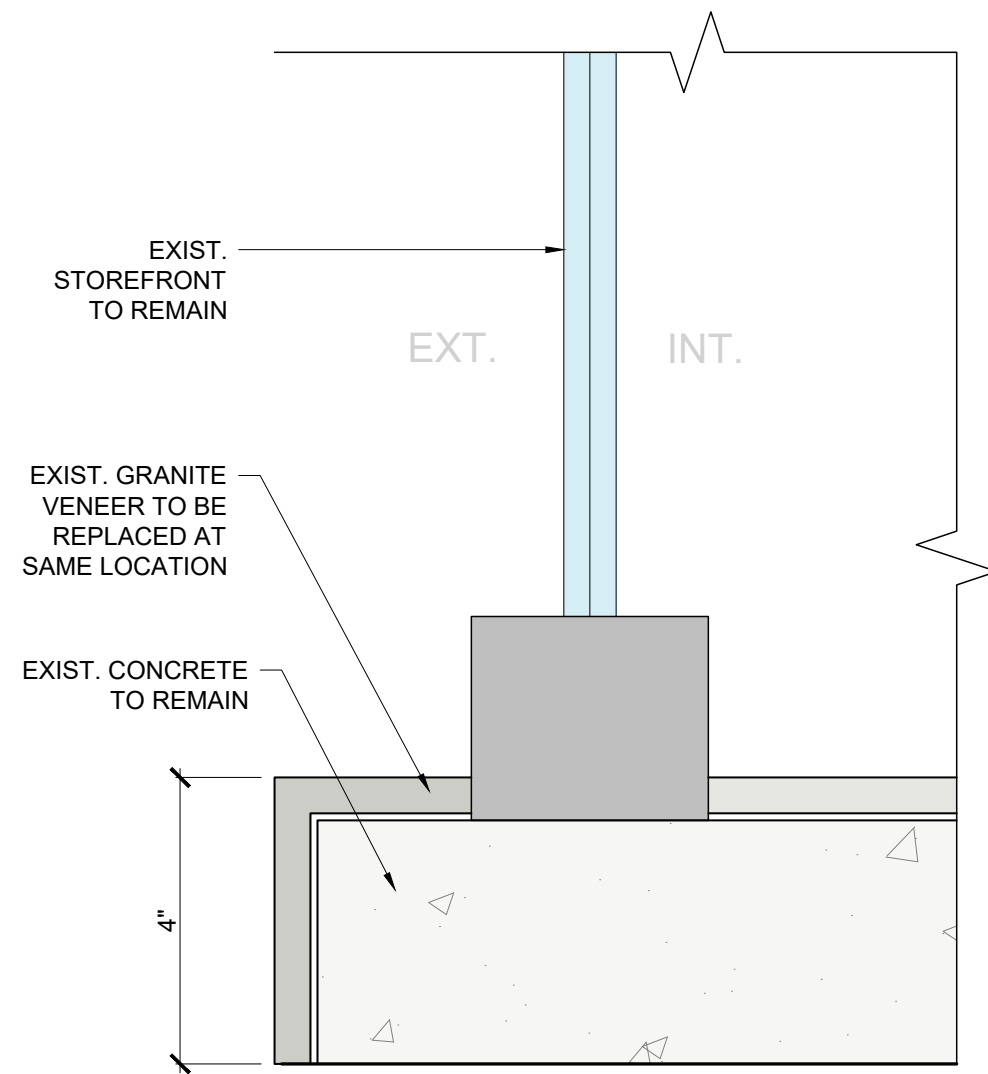 EXIST.
STOREFRONT
TO REMAIN
EXT.
INT.
EXIST. GRANITE
VENEER TO BE
REPLACED AT
SAME LOCATION
EXIST. CONCRETE
TO REMAIN
4"